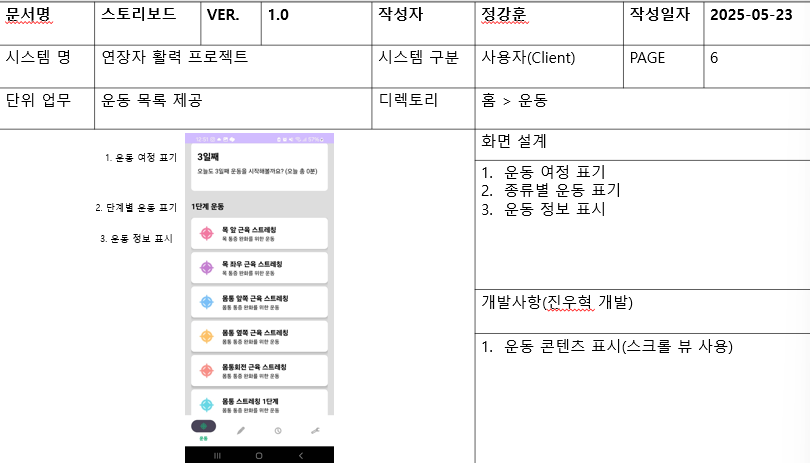 문서명 스토리보드 VER. 1.0 작성자 정강훈 작성일자 2025-05-23
시스템 명 연장자 활력 프로젝트 시스템 구분 사용자(Client) PAGE 6
단위 업무 운동 목록 제공 디렉토리 홈 > 운동
1. 운동 여정 표기
2. 단계별 운동 표기
3. 운동 정보 표시
3일째
오늘도 3일째 운동을 시작해볼까요? (오늘 총 0분)
1단계 운동
목 앞 근육 스트레칭
목 통증 완화를 위한 운동
목 좌우 근육 스트레칭
목 통증 완화를 위한 운동
몸통 앞쪽 근육 스트레칭
몸통 통증 완화를 위한 운동
몸통 옆쪽 근육 스트레칭
몸통 통증 완화를 위한 운동
몸통회전 근육 스트레칭
몸통 통증 완화를 위한 운동
몸통 스트레칭 1단계
몸통 통증 완화를 위한 운동
운동
화면 설계
1. 운동 여정 표기
2. 종류별 운동 표기
3. 운동 정보 표시
개발사항(진우혁 개발)
1. 운동 콘텐츠 표시(스크롤 뷰 사용)